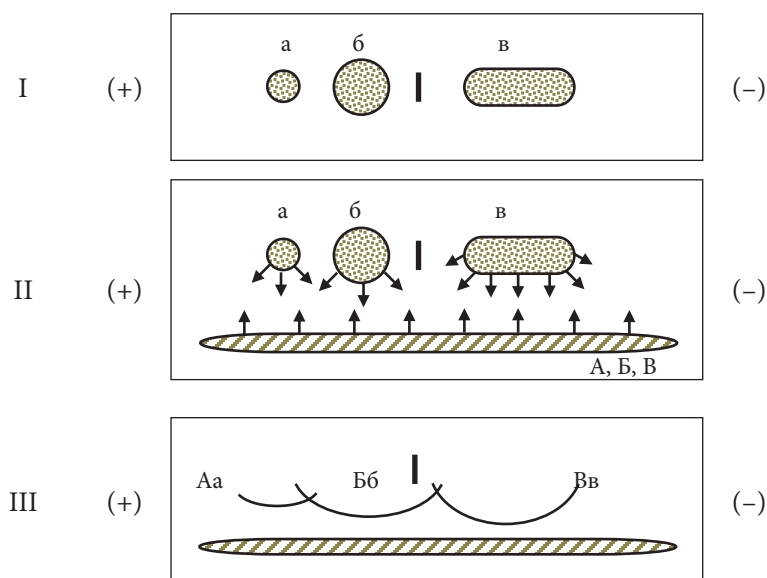 а б в
I (+) (–)
а б в
II (+) (–)
А, Б, В
Аа Бб Вв
III (+) (–)